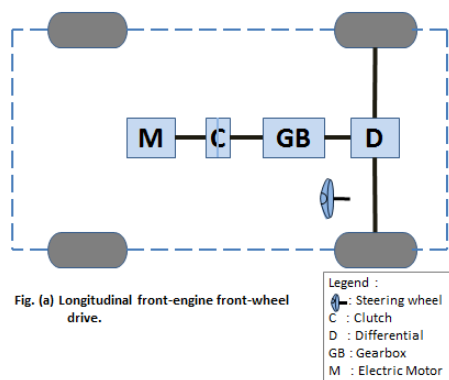 M
C
GB
D
Fig. (a) Longitudinal front-engine front-wheel
drive.
Legend :
: Steering wheel
C : Clutch
D : Differential
GB : Gearbox
M : Electric Motor